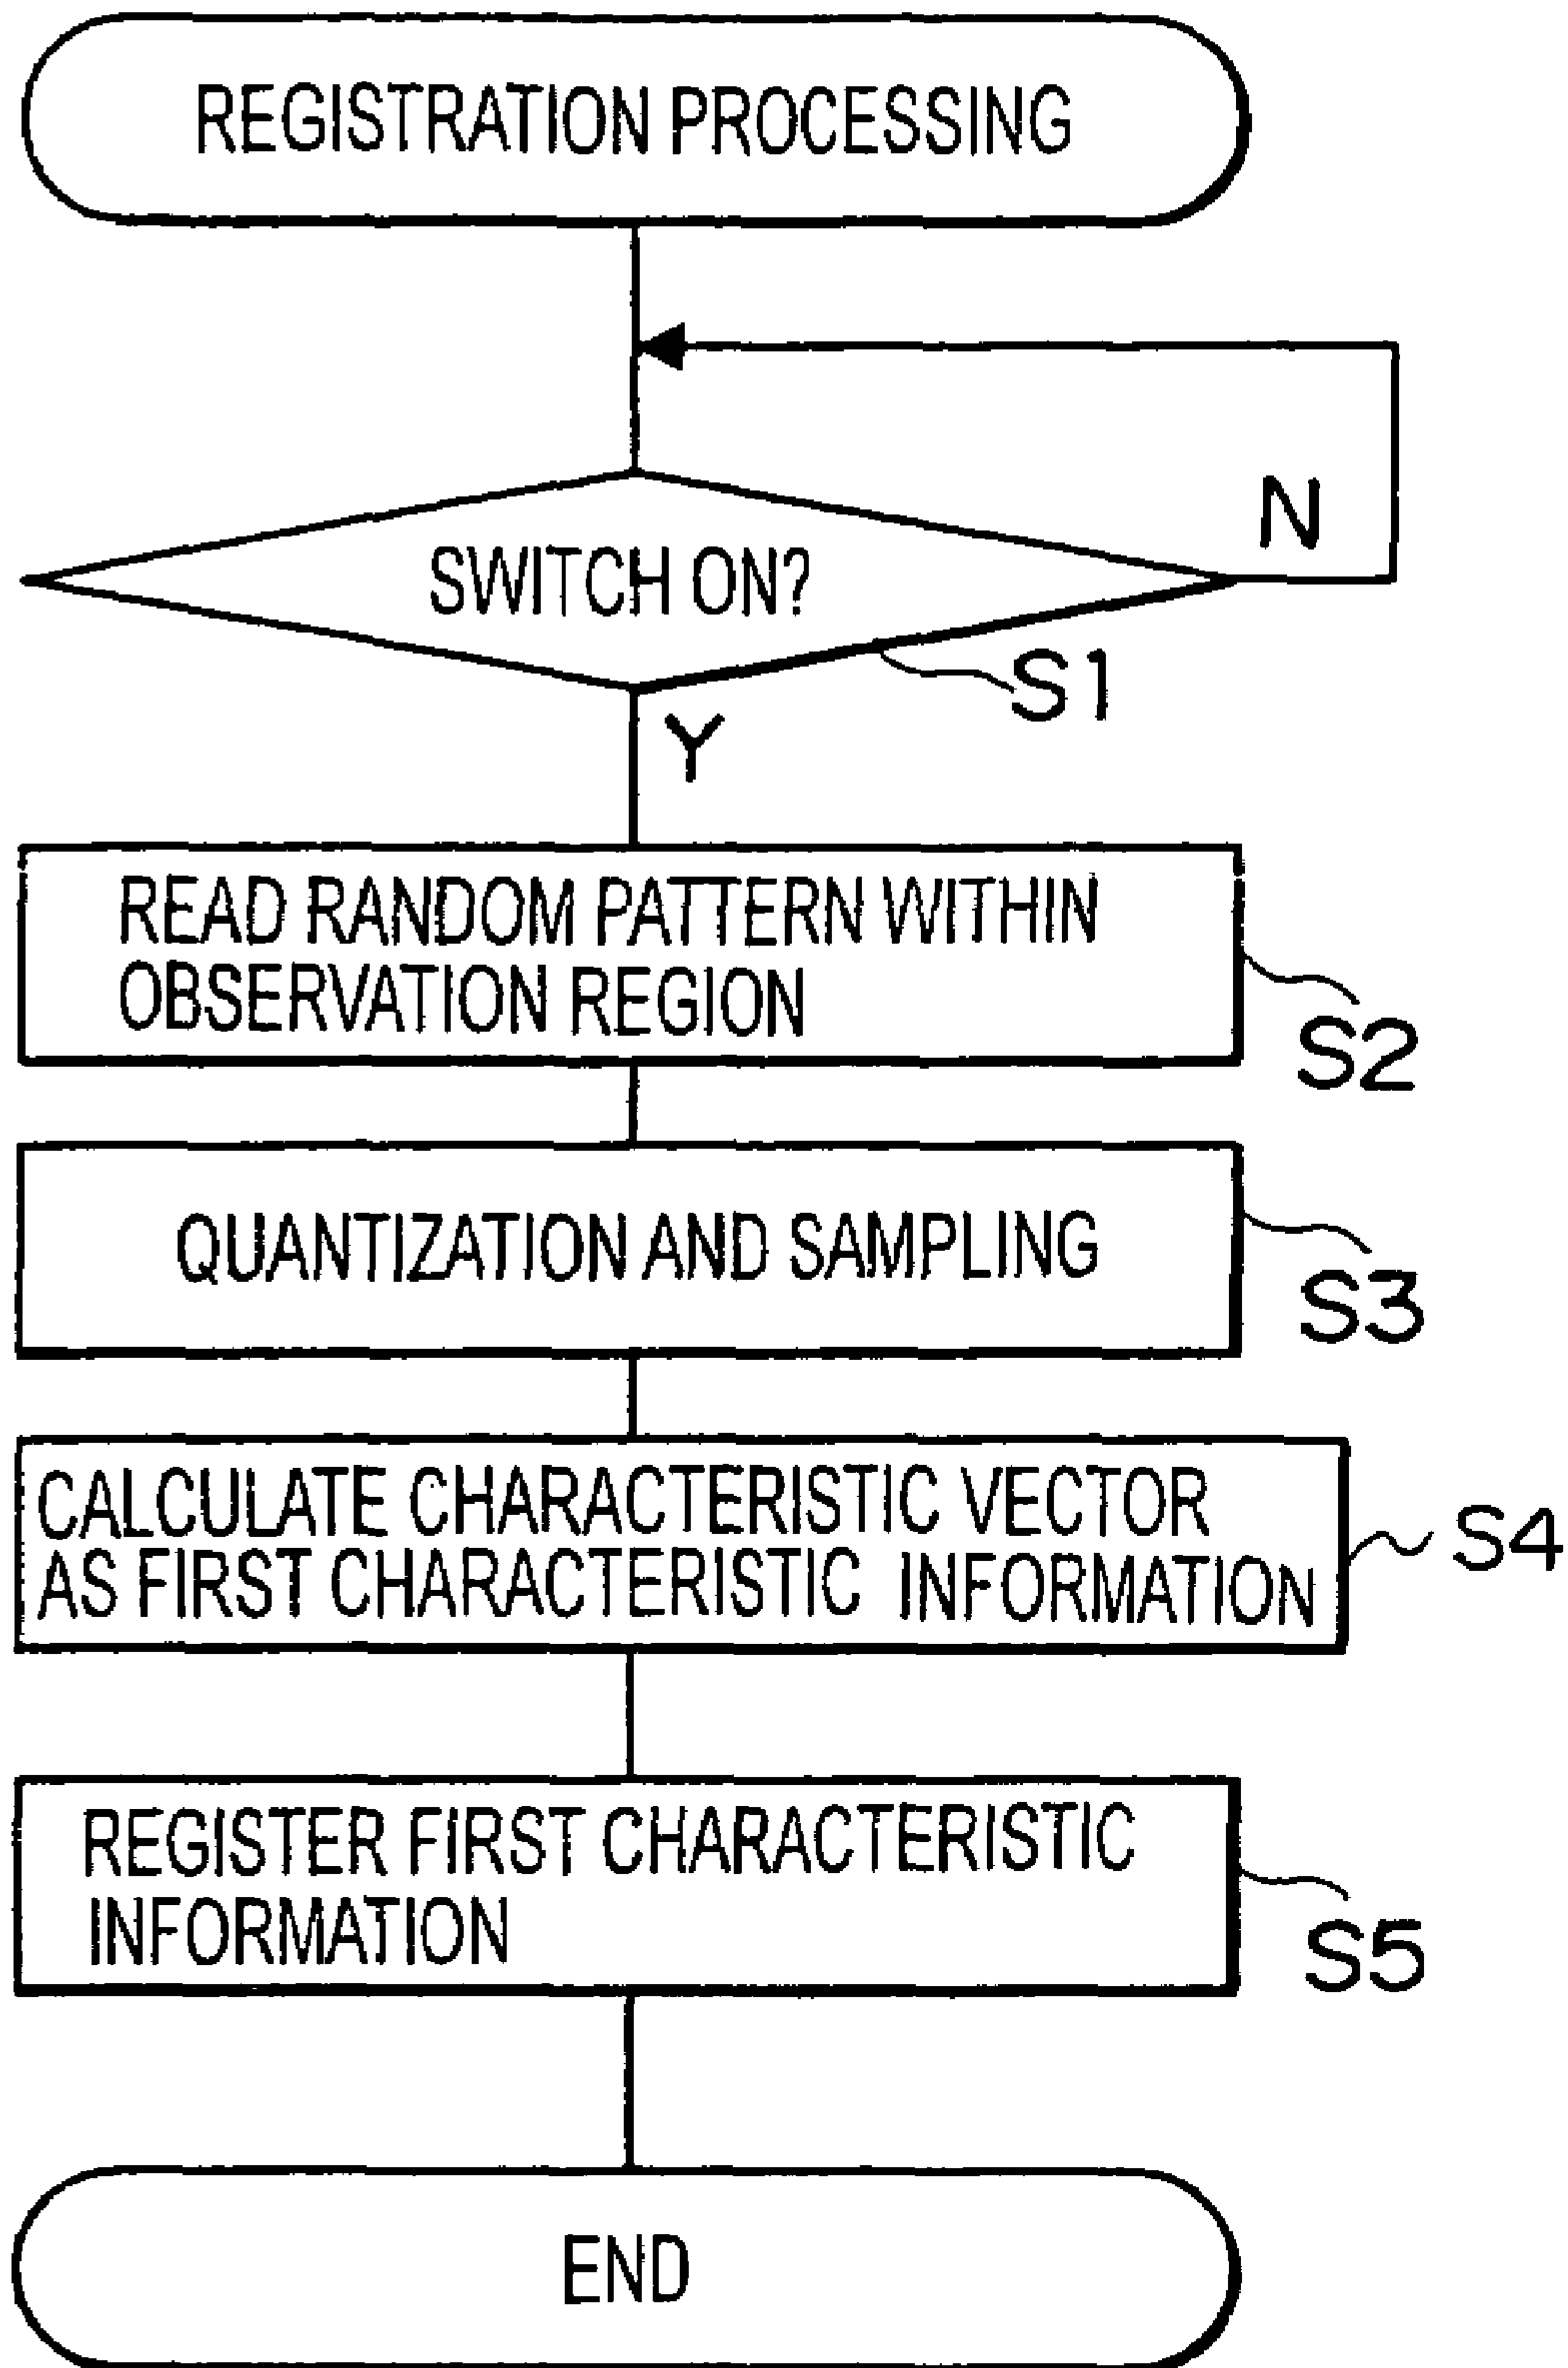 REGISTRATION PROCESSING
N
SWITCH ON?
S1
Y
READ RANDOM PATTERN WITHIN
OBSERVATION REGION
S2
QUANTIZATION AND SAMPLING
S3
CALCULATE CHARACTERISTIC VECTOR
AS FIRST CHARACTERISTIC INFORMATION
S4
REGISTER FIRST CHARACTERISTIC
INFORMATION
S5
END